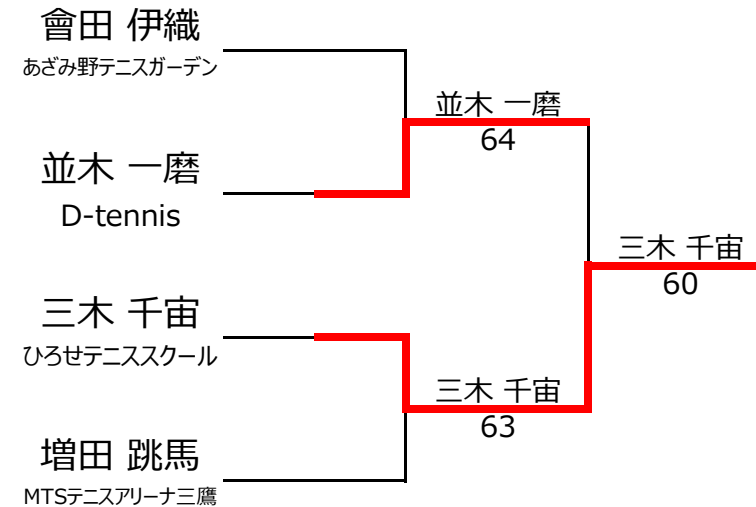 會田 伊織
あざみ野テニスガーデン
並木 一磨
64
並木 一磨
D-tennis
三木 千宙
60
三木 千宙
ひろせテニススクール
三木 千宙
63
増田 跳馬
MTSテニスアリーナ三鷹